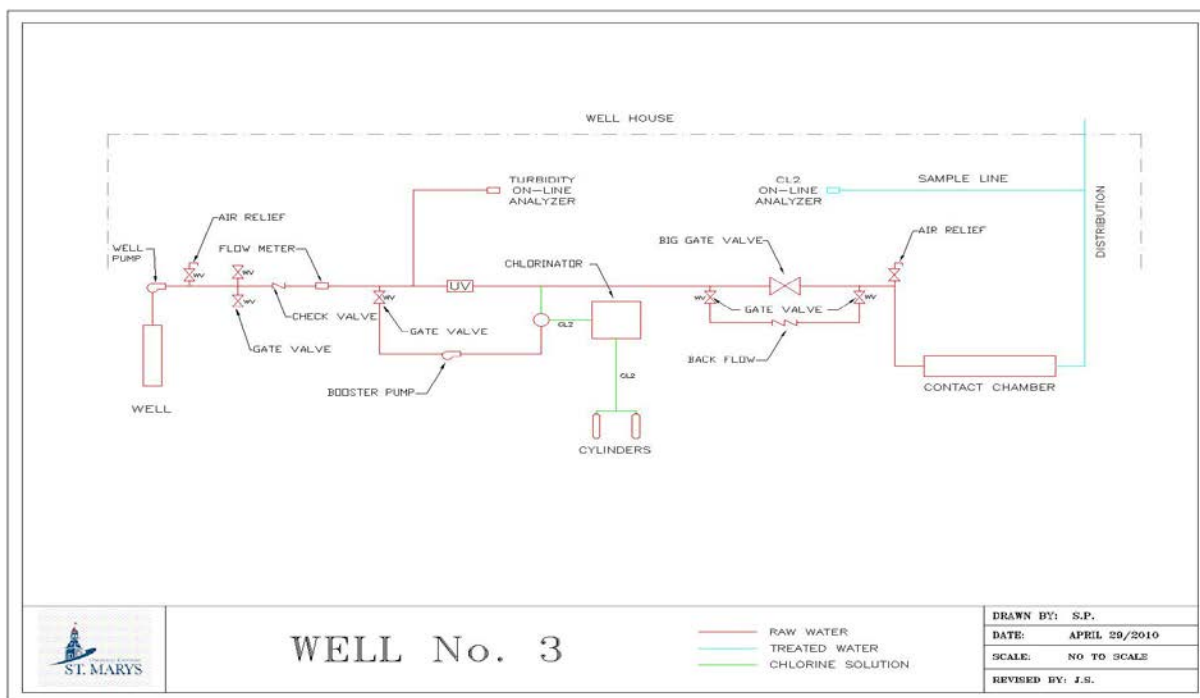 WELL HOUSE
TURBIDITY
ON-LINE
ANALYZER
CL2
ON-LINE
ANALYZER
SAMPLE LINE
DISTRIBUTION
AIR RELIEF
WELL
PUMP
FLOW METER
WV
WV
WV
CHECK VALVE
GATE VALVE
WELL
WV
UV
GATE VALVE
BOOSTER PUMP
CHLORINATOR
CL2
CL2
CYLINDERS
BIG GATE VALVE
AIR RELIEF
WV
WV
WV
GATE VALVE
BACK FLOW
CONTACT CHAMBER
ST. MARYS
WELL No. 3
RAW WATER
TREATED WATER
CHLORINE SOLUTION
DRAWN BY: S.P.
DATE: APRIL 29/2010
SCALE: NO TO SCALE
REVISED BY: J.S.